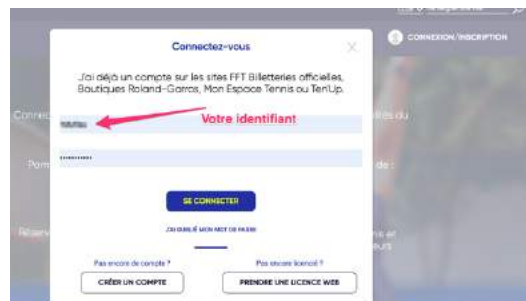 CONNEXION/INSCRIPTION
Connectez-vous
J'ai déjà un compte sur les sites FFT Billetteries officielles,
Boutiques Roland-Garros, Mon Espace Tennis ou Ten'Up.
Votre identifiant
SE CONNECTER
J'AI OUBLIÉ MON MOT DE PASSE
Pas encore de compte ?
Pas encore licencié ?
CRÉER UN COMPTE
PRENDRE UNE LICENCE WEB